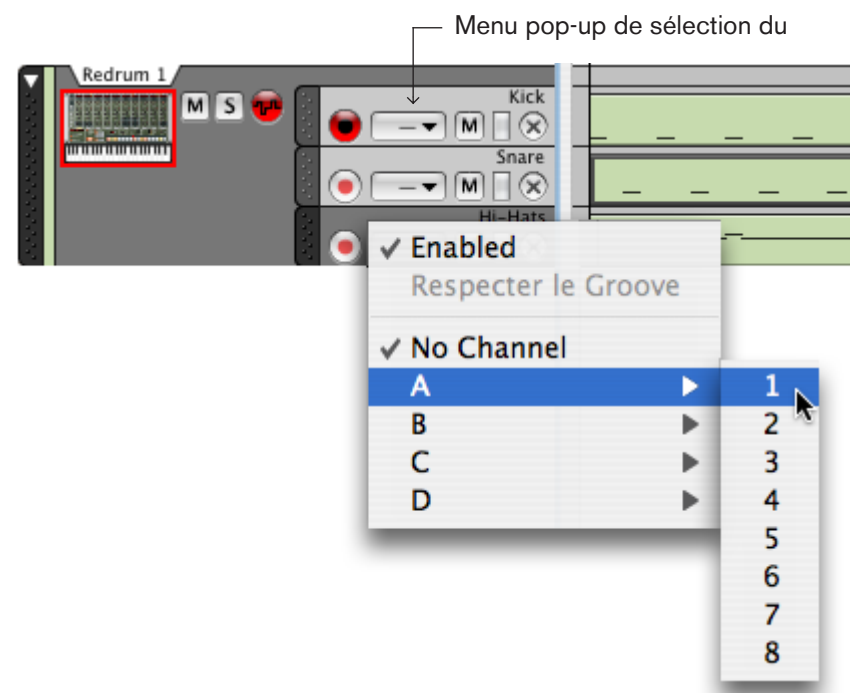 Menu pop-up de sélection du
Redrum 1
M S
Kick
M
Snare
M
Hi-Hats
Enabled
Respecter le Groove
No Channel
A
1
B
2
C
3
D
4
5
6
7
8